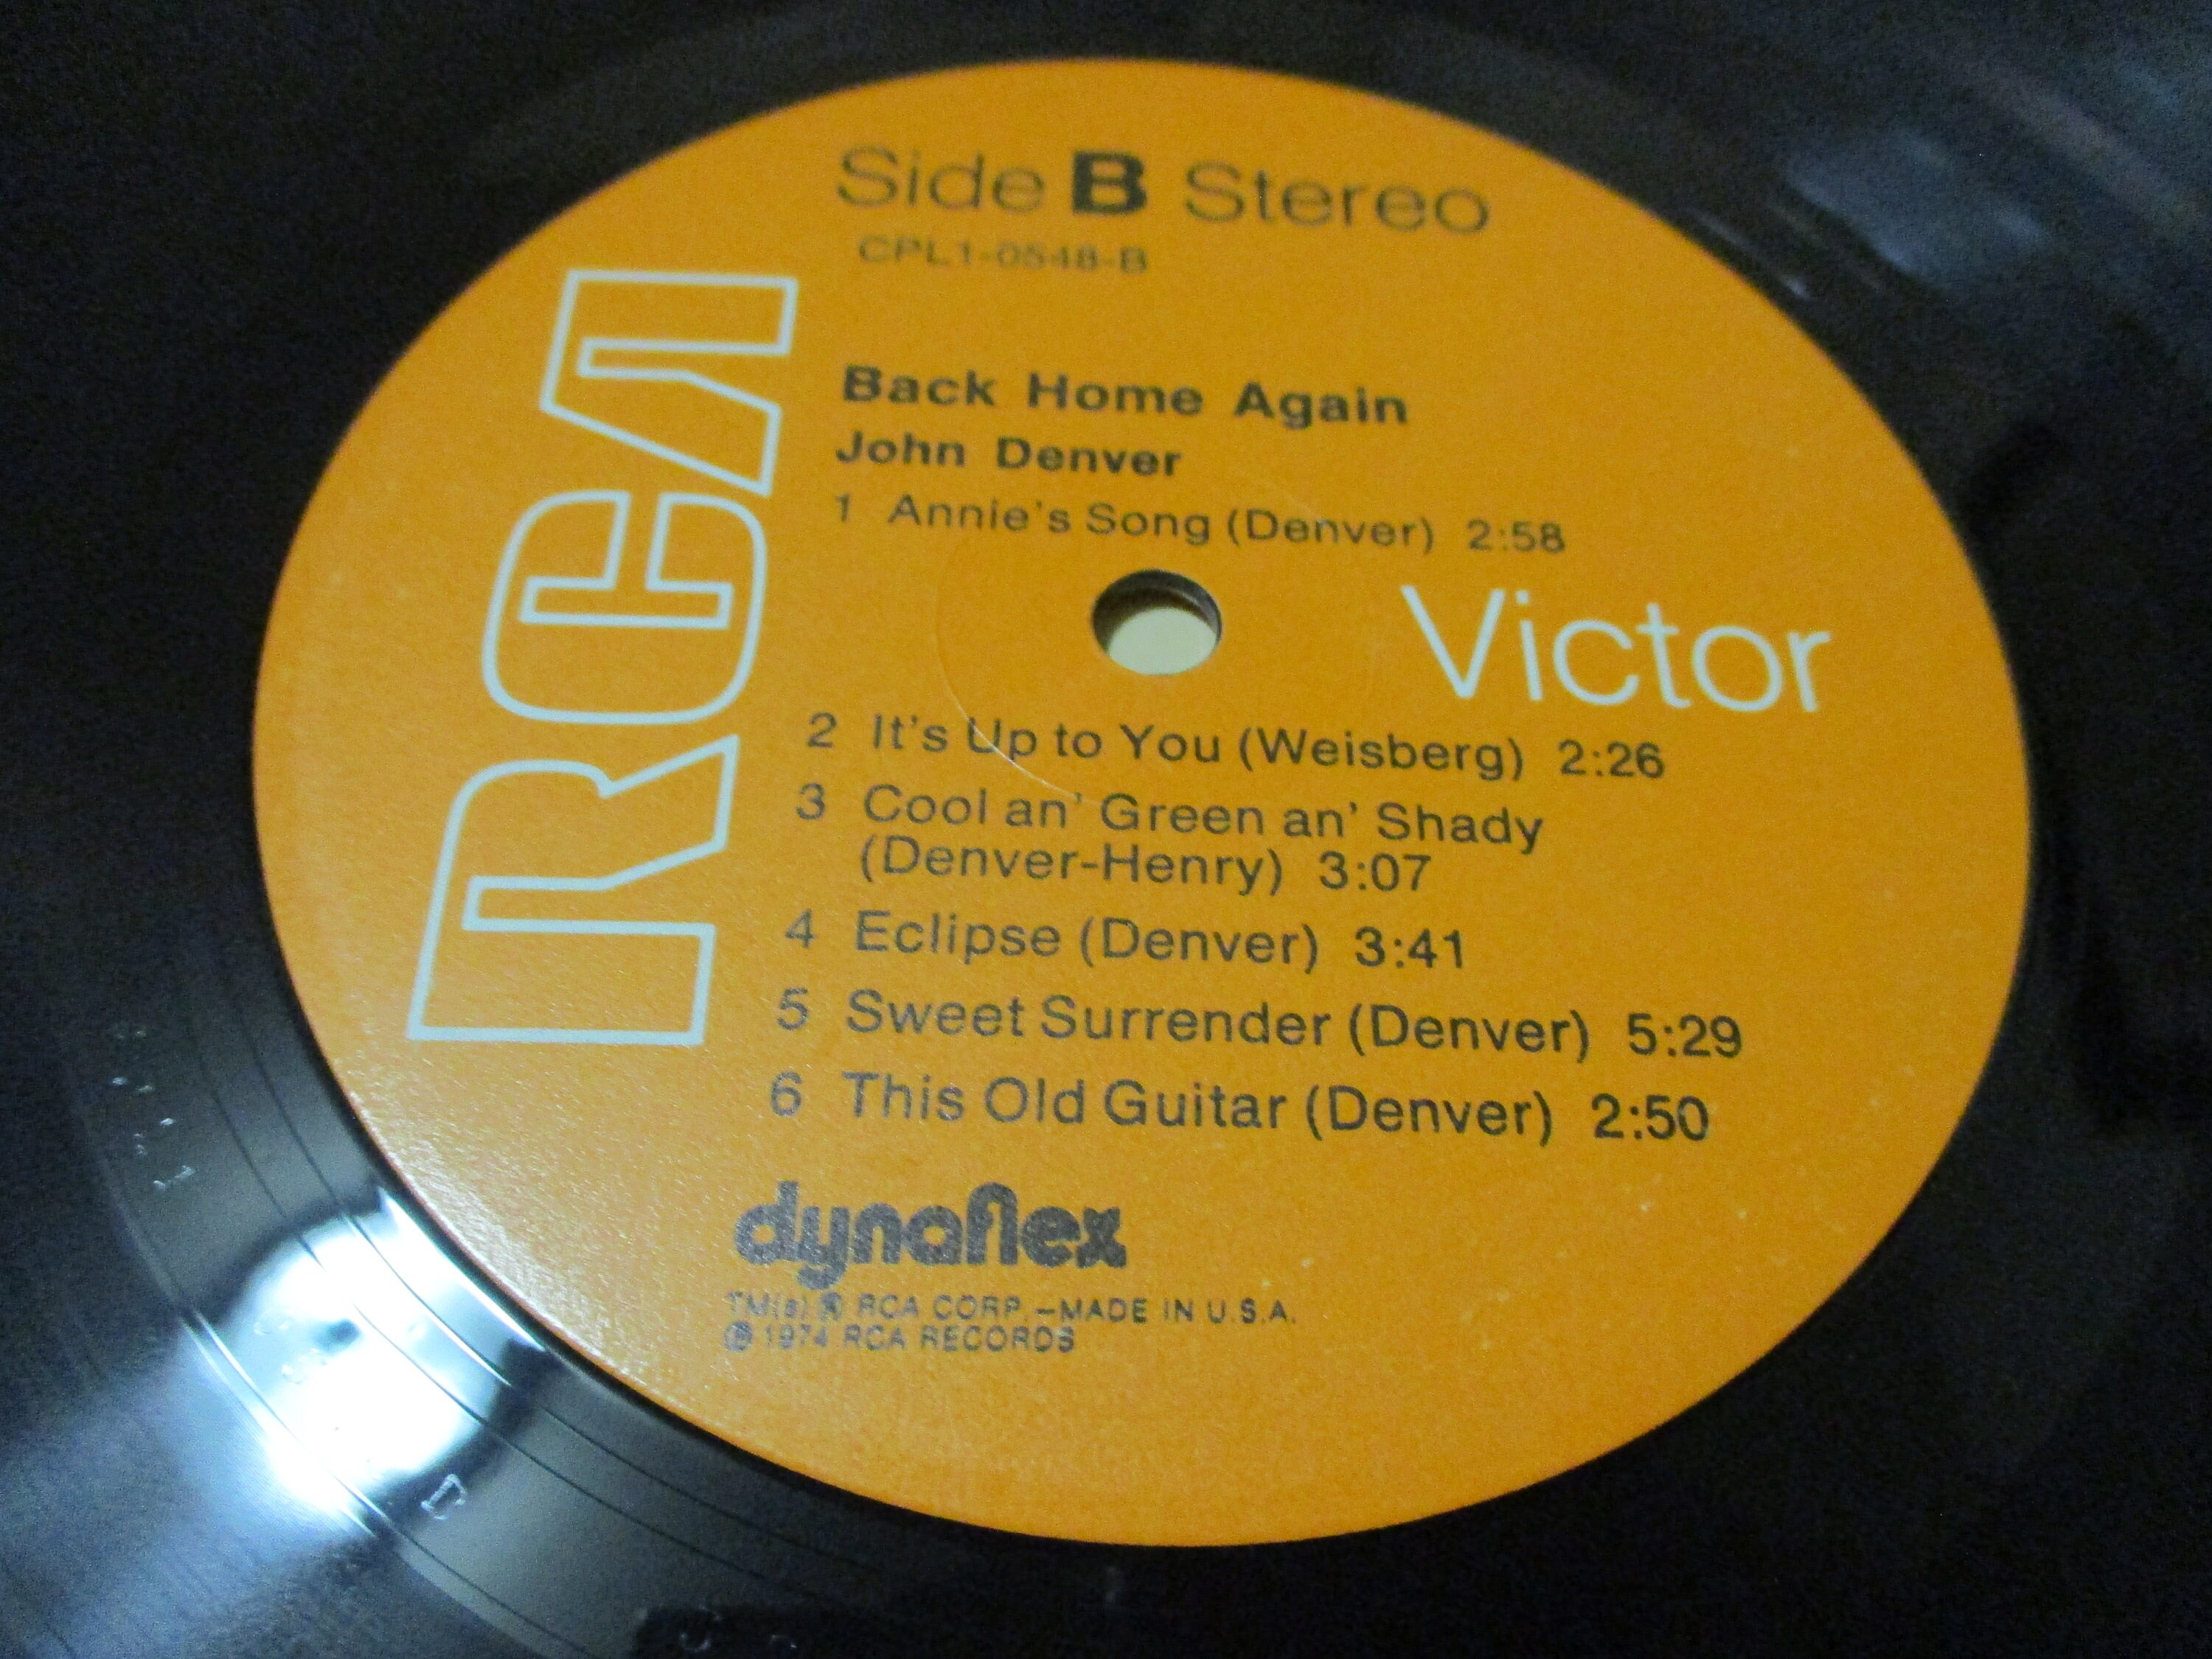 Side B Stereo
CPL1-0548-B
RCA
Back Home Again
John Denver
1 Annie's Song (Denver) 2:58
Victor
2 It's Up to You (Weisberg) 2:26
3 Cool an' Green an' Shady
(Denver-Henry) 3:07
4 Eclipse (Denver) 3:41
5 Sweet Surrender (Denver) 5:29
6 This Old Guitar (Denver) 2:50
dynaflex
TM(s) ® RCA CORP.–MADE IN U.S.A.
℗ 1974 RCA RECORDS